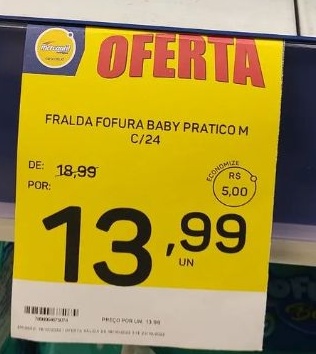 OFERTA
FRALDA FOFURA BABY PRATICO M
C/24
DE: 18,99
ECONOMIZE
R$
5,00
POR:
13,99
UN
PREÇO POR UM. 13.99